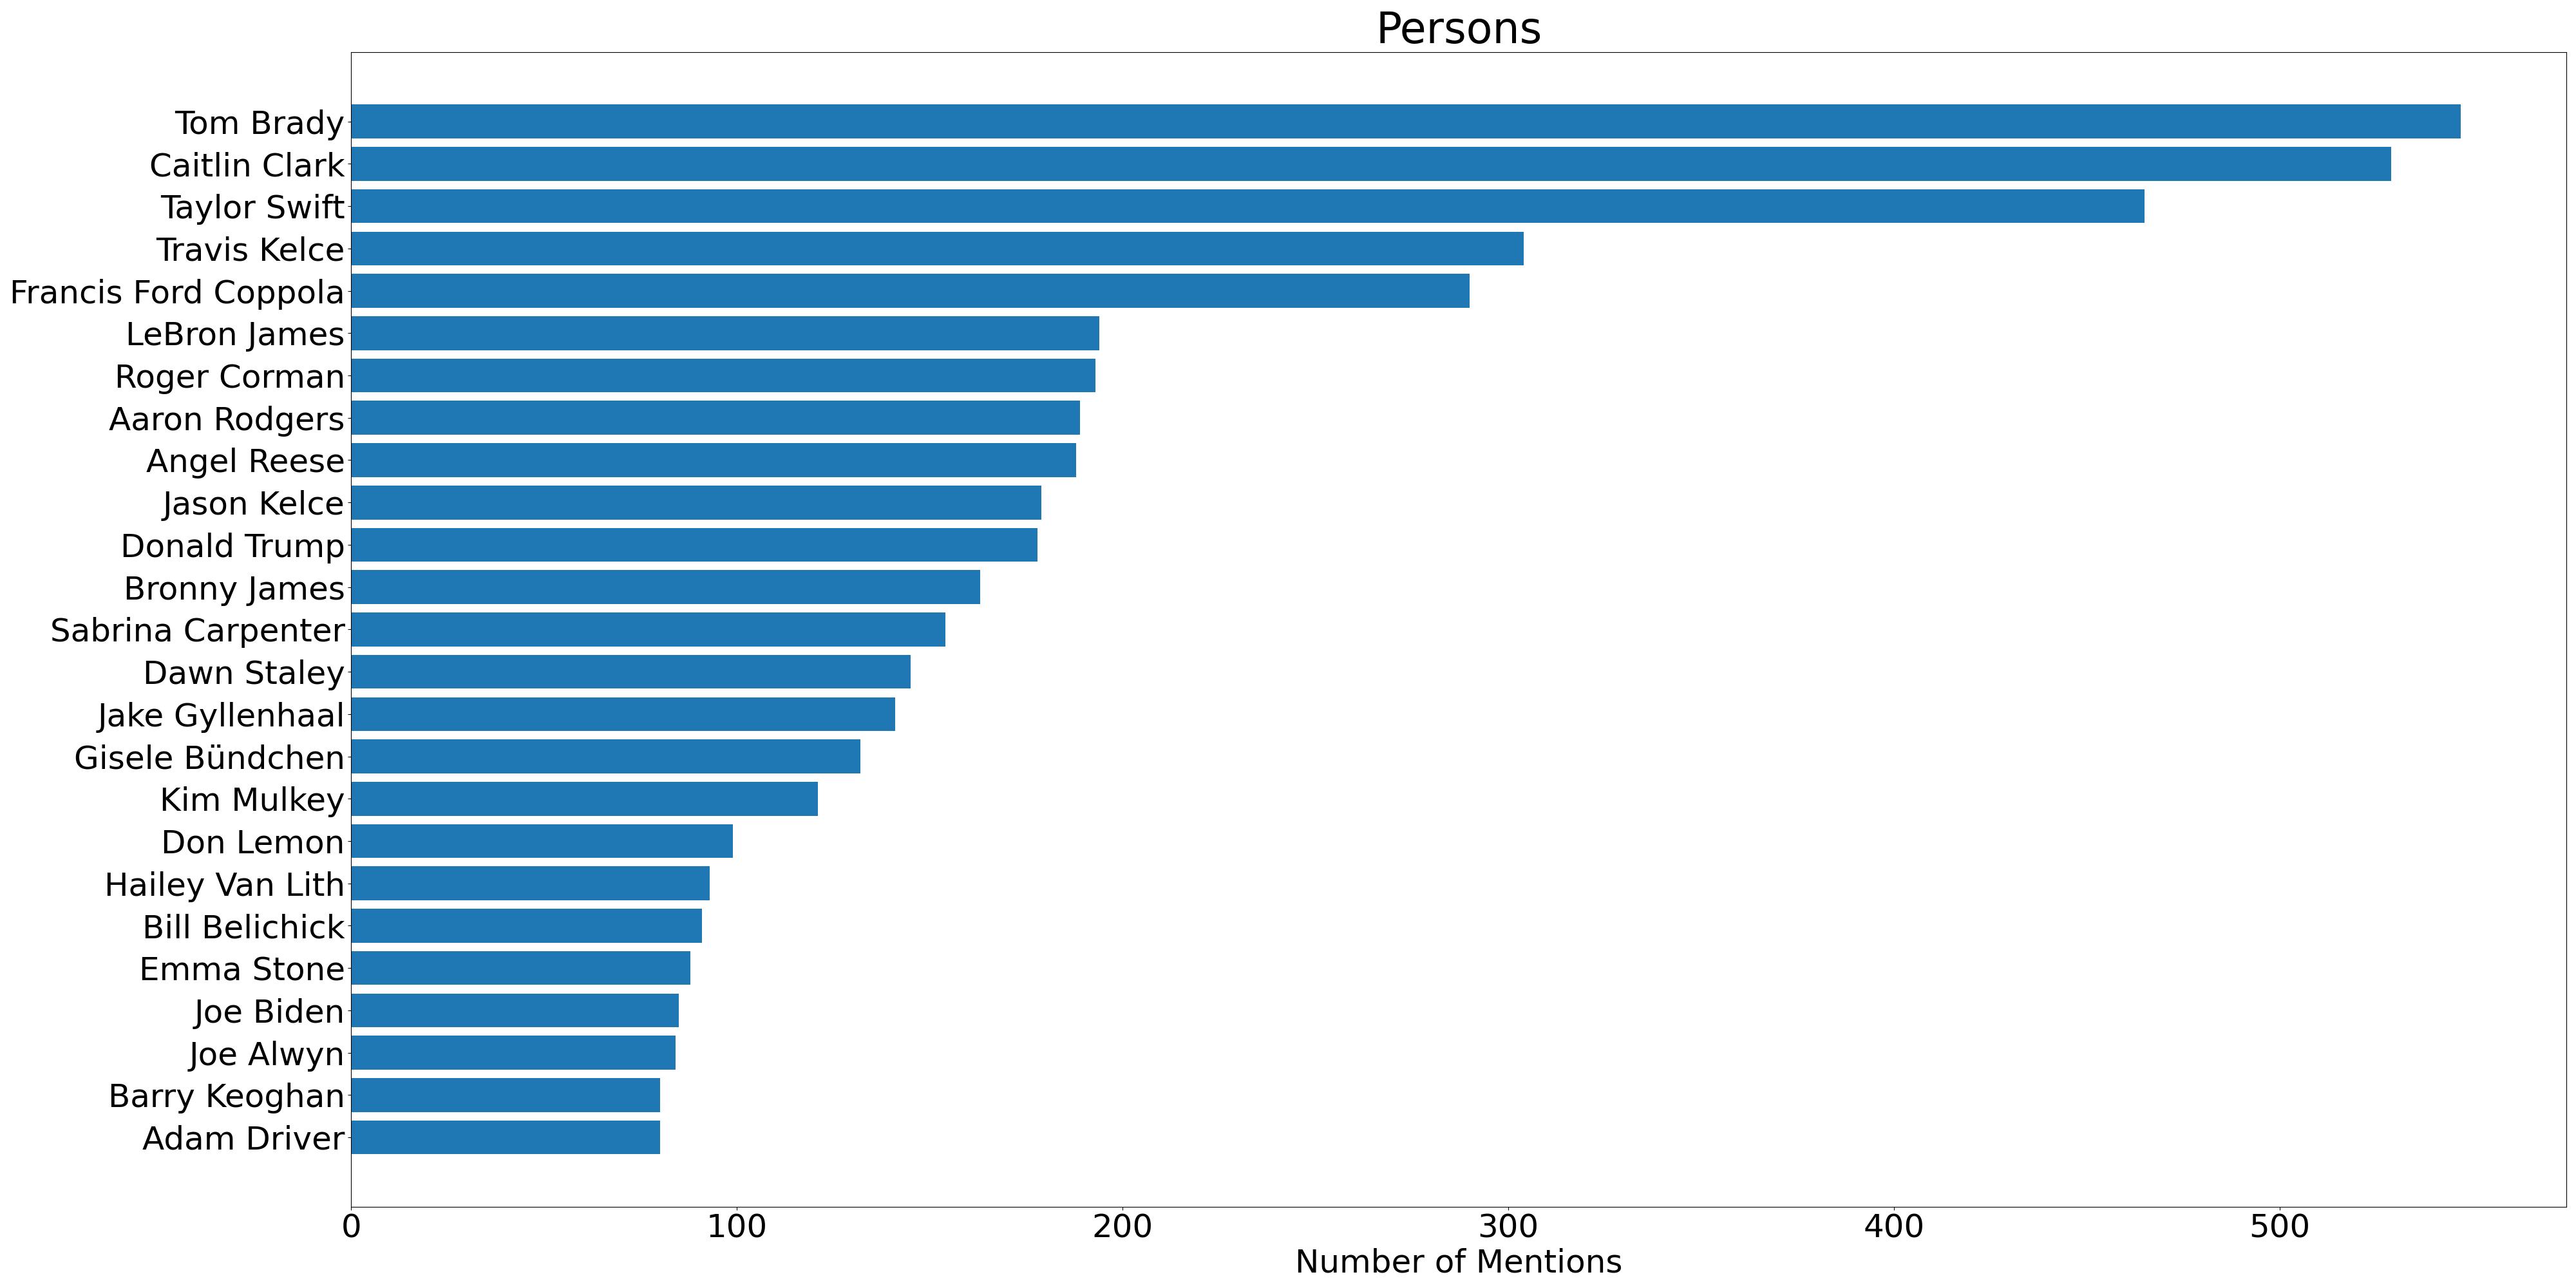 Persons
Tom Brady
Caitlin Clark
Taylor Swift
Travis Kelce
Francis Ford Coppola
LeBron James
Roger Corman
Aaron Rodgers
Angel Reese
Jason Kelce
Donald Trump
Bronny James
Sabrina Carpenter
Dawn Staley
Jake Gyllenhaal
Gisele Bündchen
Kim Mulkey
Don Lemon
Hailey Van Lith
Bill Belichick
Emma Stone
Joe Biden
Joe Alwyn
Barry Keoghan
Adam Driver
0 100 200 300 400 500
Number of Mentions